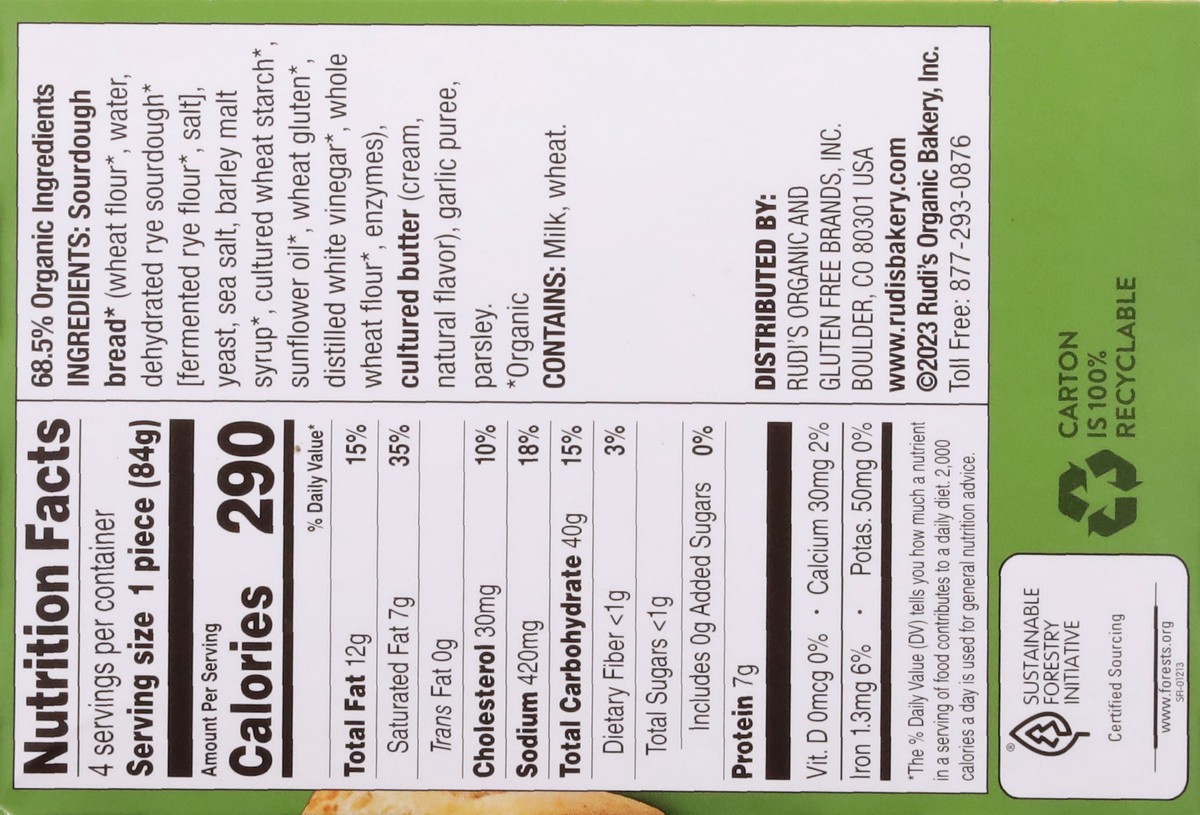 Nutrition Facts
4 servings per container
Serving size 1 piece (84g)
Amount Per Serving
Calories 290
% Daily Value*
Total Fat 12g 15%
Saturated Fat 7g 35%
Trans Fat 0g
Cholesterol 30mg 10%
Sodium 420mg 18%
Total Carbohydrate 40g 15%
Dietary Fiber <1g 3%
Total Sugars <1g
Includes 0g Added Sugars 0%
Protein 7g
Vit. D 0mcg 0% • Calcium 30mg 2%
Iron 1.3mg 6% • Potas. 50mg 0%
*The % Daily Value (DV) tells you how much a nutrient
in a serving of food contributes to a daily diet. 2,000
calories a day is used for general nutrition advice.
68.5% Organic Ingredients
INGREDIENTS: Sourdough
bread* (wheat flour*, water,
dehydrated rye sourdough*
[fermented rye flour*, salt],
yeast, sea salt, barley malt
syrup*, cultured wheat starch*,
sunflower oil*, wheat gluten*,
distilled white vinegar*, whole
wheat flour*, enzymes),
cultured butter (cream,
natural flavor), garlic puree,
parsley.
*Organic
CONTAINS: Milk, wheat.
DISTRIBUTED BY:
RUDI'S ORGANIC AND
GLUTEN FREE BRANDS, INC.
BOULDER, CO 80301 USA
www.rudisbakery.com
©2023 Rudi's Organic Bakery, Inc.
Toll Free: 877-293-0876
®
SUSTAINABLE
FORESTRY
INITIATIVE
Certified Sourcing
www.forests.org
SFI-01213
CARTON
IS 100%
RECYCLABLE